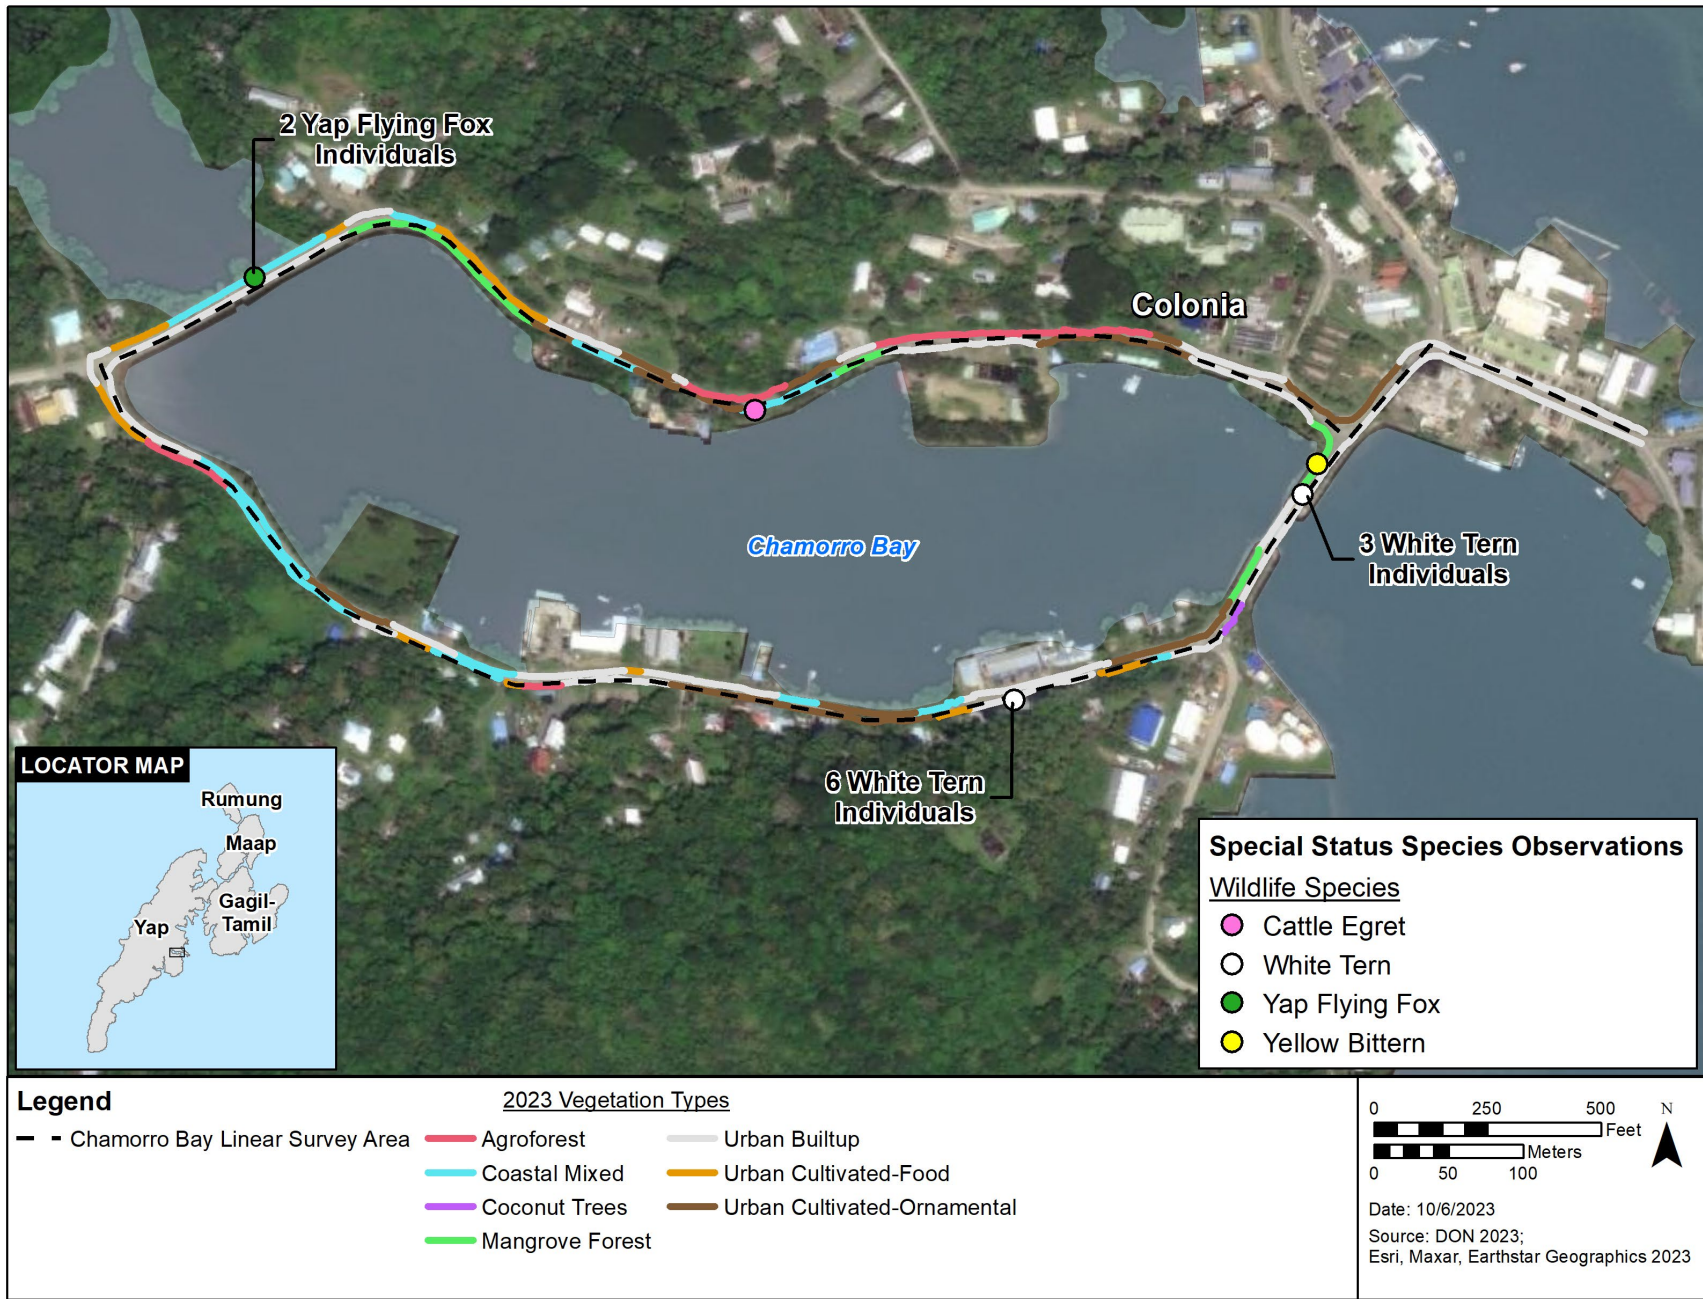 2 Yap Flying Fox
Individuals
Colonia
Chamorro Bay
3 White Tern
Individuals
6 White Tern
Individuals
LOCATOR MAP
Rumung
Maap
Gagil-
Tamil
Yap
Special Status Species Observations
Wildlife Species
Cattle Egret
White Tern
Yap Flying Fox
Yellow Bittern
Legend
Chamorro Bay Linear Survey Area
2023 Vegetation Types
Agroforest
Coastal Mixed
Coconut Trees
Mangrove Forest
Urban Builtup
Urban Cultivated-Food
Urban Cultivated-Ornamental
0 250 500
Feet
Meters
0 50 100
N
Date: 10/6/2023
Source: DON 2023;
Esri, Maxar, Earthstar Geographics 2023